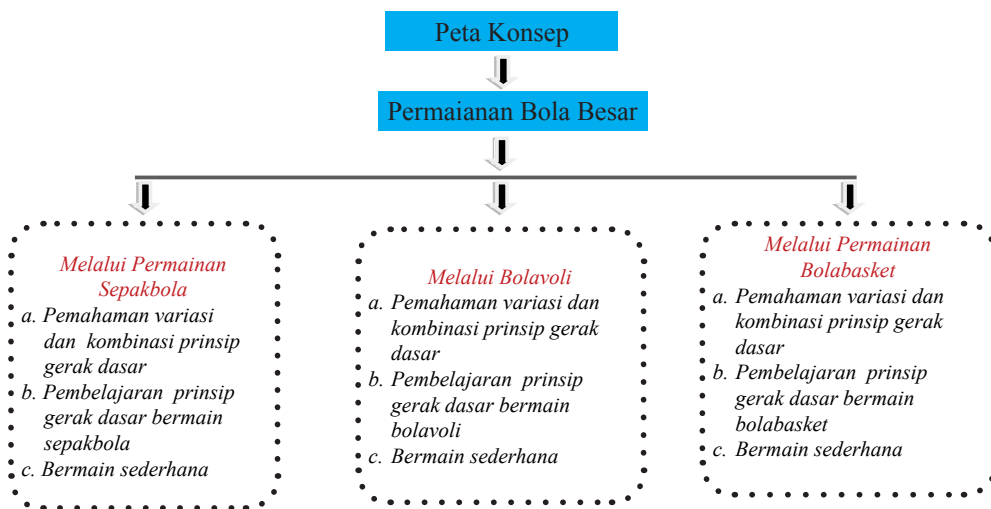 Peta Konsep
Permaianan Bola Besar
Melalui Permainan
Sepakbola
a. Pemahaman variasi
dan kombinasi prinsip
gerak dasar
b. Pembelajaran prinsip
gerak dasar bermain
sepakbola
c. Bermain sederhana
Melalui Bolavoli
a. Pemahaman variasi dan
kombinasi prinsip gerak
dasar
b. Pembelajaran prinsip
gerak dasar bermain
bolavoli
c. Bermain sederhana
Melalui Permainan
Bolabasket
a. Pemahaman variasi dan
kombinasi prinsip gerak
dasar
b. Pembelajaran prinsip
gerak dasar bermain
bolabasket
c. Bermain sederhana